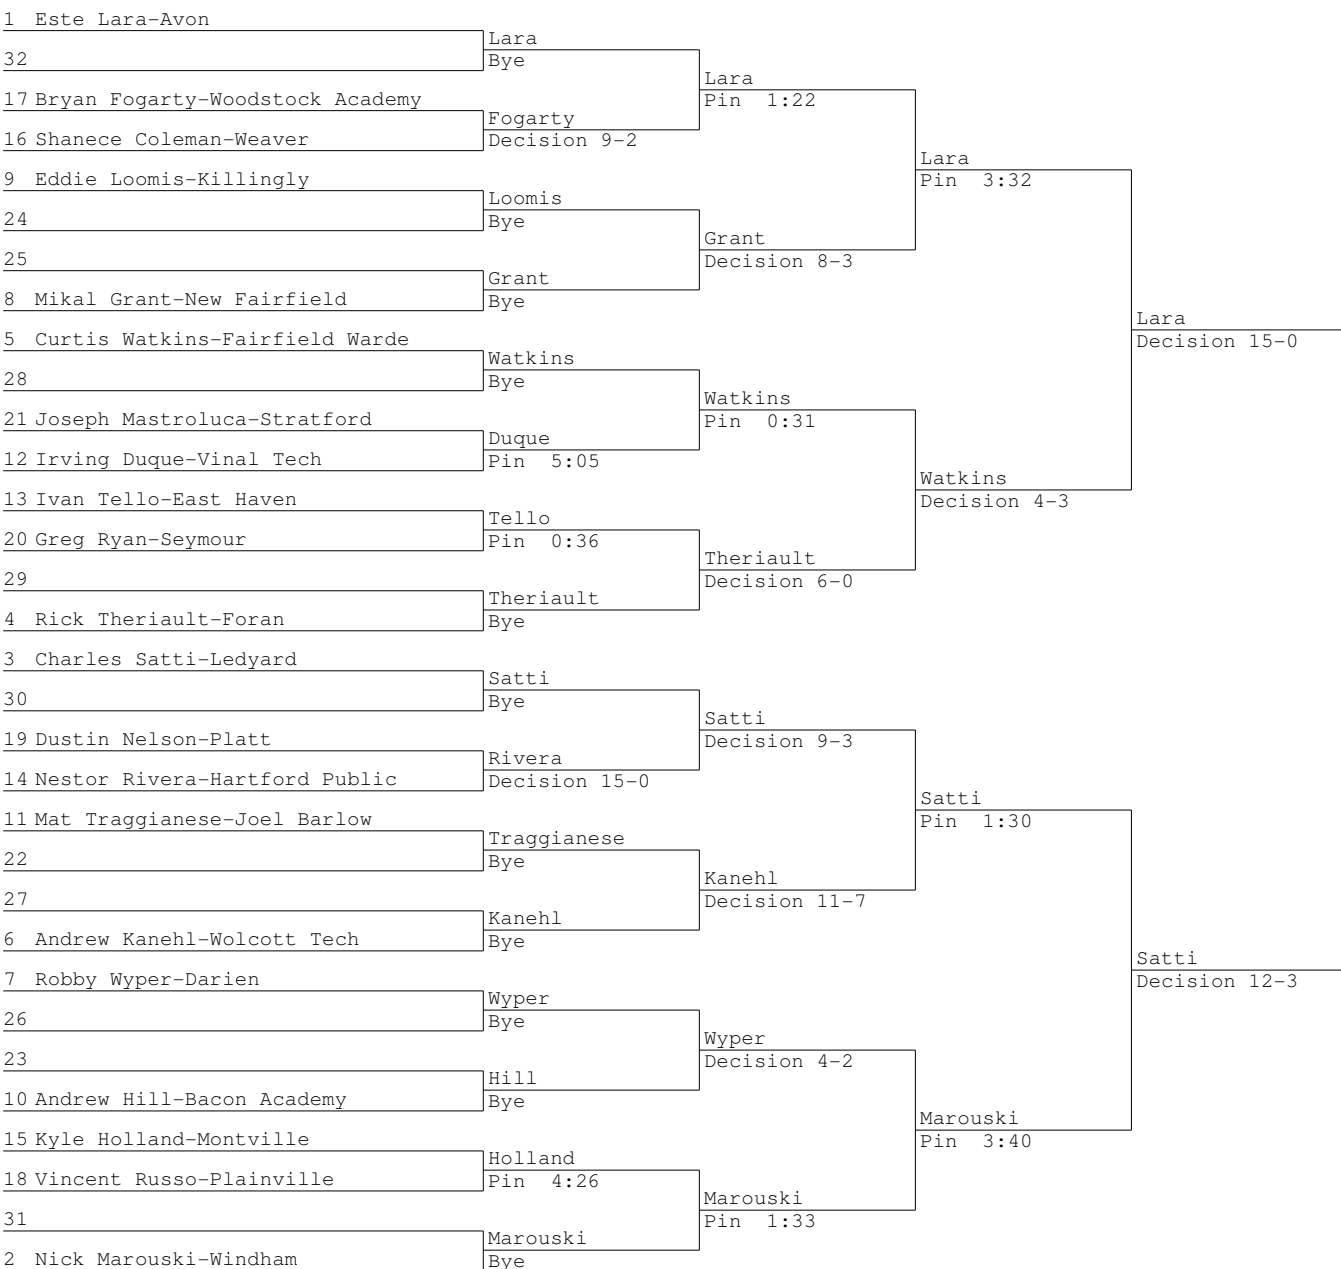 1 Este Lara-Avon
Lara
32
Bye
Lara
17 Bryan Fogarty-Woodstock Academy
Pin 1:22
Fogarty
16 Shanece Coleman-Weaver
Decision 9-2
Lara
9 Eddie Loomis-Killingly
Pin 3:32
Loomis
24
Bye
Grant
25
Decision 8-3
Grant
8 Mikal Grant-New Fairfield
Bye
Lara
5 Curtis Watkins-Fairfield Warde
Decision 15-0
Watkins
28
Bye
Watkins
21 Joseph Mastroluca-Stratford
Pin 0:31
Duque
12 Irving Duque-Vinal Tech
Pin 5:05
Watkins
13 Ivan Tello-East Haven
Decision 4-3
Tello
20 Greg Ryan-Seymour
Pin 0:36
Theriault
29
Decision 6-0
Theriault
4 Rick Theriault-Foran
Bye
3 Charles Satti-Ledyard
Satti
30
Bye
Satti
19 Dustin Nelson-Platt
Decision 9-3
Rivera
14 Nestor Rivera-Hartford Public
Decision 15-0
Satti
11 Mat Traggianese-Joel Barlow
Pin 1:30
Traggianese
22
Bye
Kanehl
27
Decision 11-7
Kanehl
6 Andrew Kanehl-Wolcott Tech
Bye
Satti
7 Robby Wyper-Darien
Decision 12-3
Wyper
26
Bye
Wyper
23
Decision 4-2
Hill
10 Andrew Hill-Bacon Academy
Bye
Marouski
15 Kyle Holland-Montville
Pin 3:40
Holland
18 Vincent Russo-Plainville
Pin 4:26
Marouski
31
Pin 1:33
Marouski
2 Nick Marouski-Windham
Bye